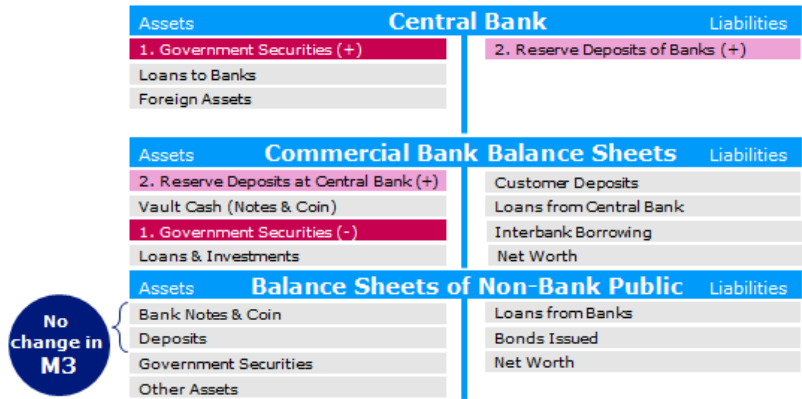 Assets Central Bank Liabilities
1. Government Securities (+) 2. Reserve Deposits of Banks (+)
Loans to Banks
Foreign Assets
Assets Commercial Bank Balance Sheets Liabilities
2. Reserve Deposits at Central Bank (+) Customer Deposits
Vault Cash (Notes & Coin) Loans from Central Bank
1. Government Securities (-) Interbank Borrowing
Loans & Investments Net Worth
Assets Balance Sheets of Non-Bank Public Liabilities
Bank Notes & Coin Loans from Banks
Deposits Bonds Issued
Government Securities Net Worth
Other Assets
No
change in
M3